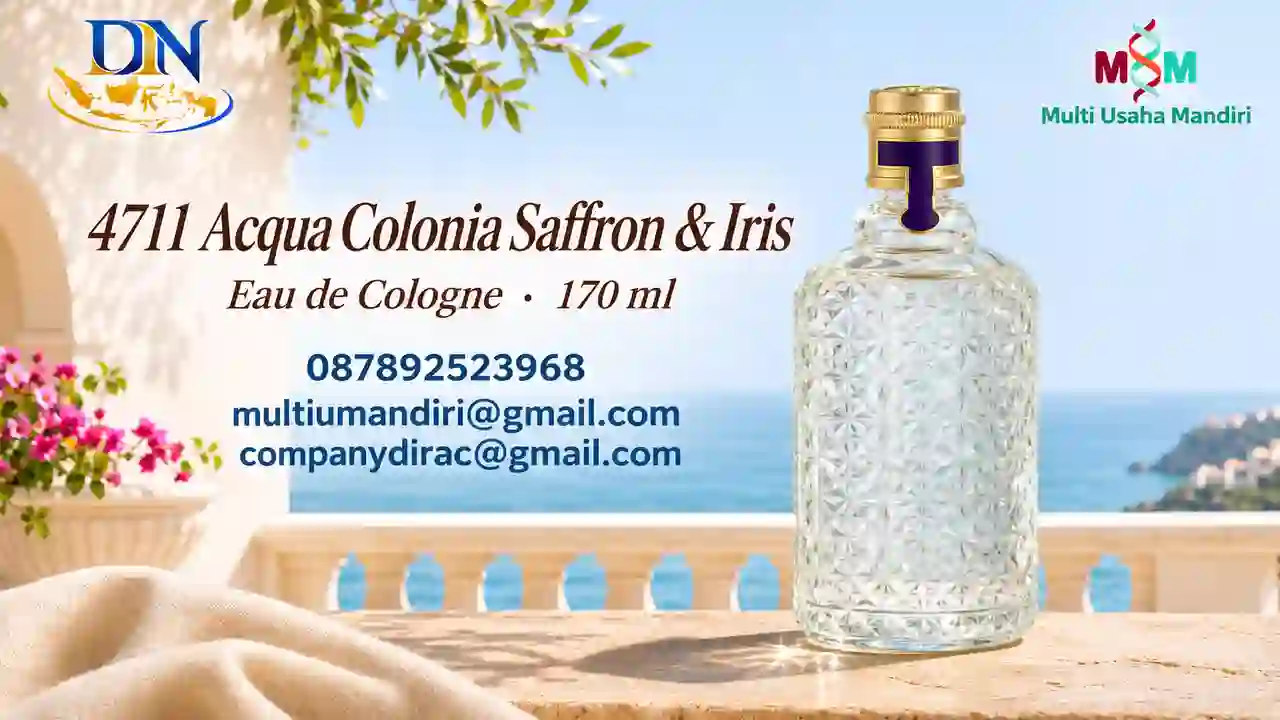 DN
MUM
Multi Usaha Mandiri
4711 Acqua Colonia Saffron & Iris
Eau de Cologne · 170 ml
087892523968
multiumandiri@gmail.com
companydirac@gmail.com